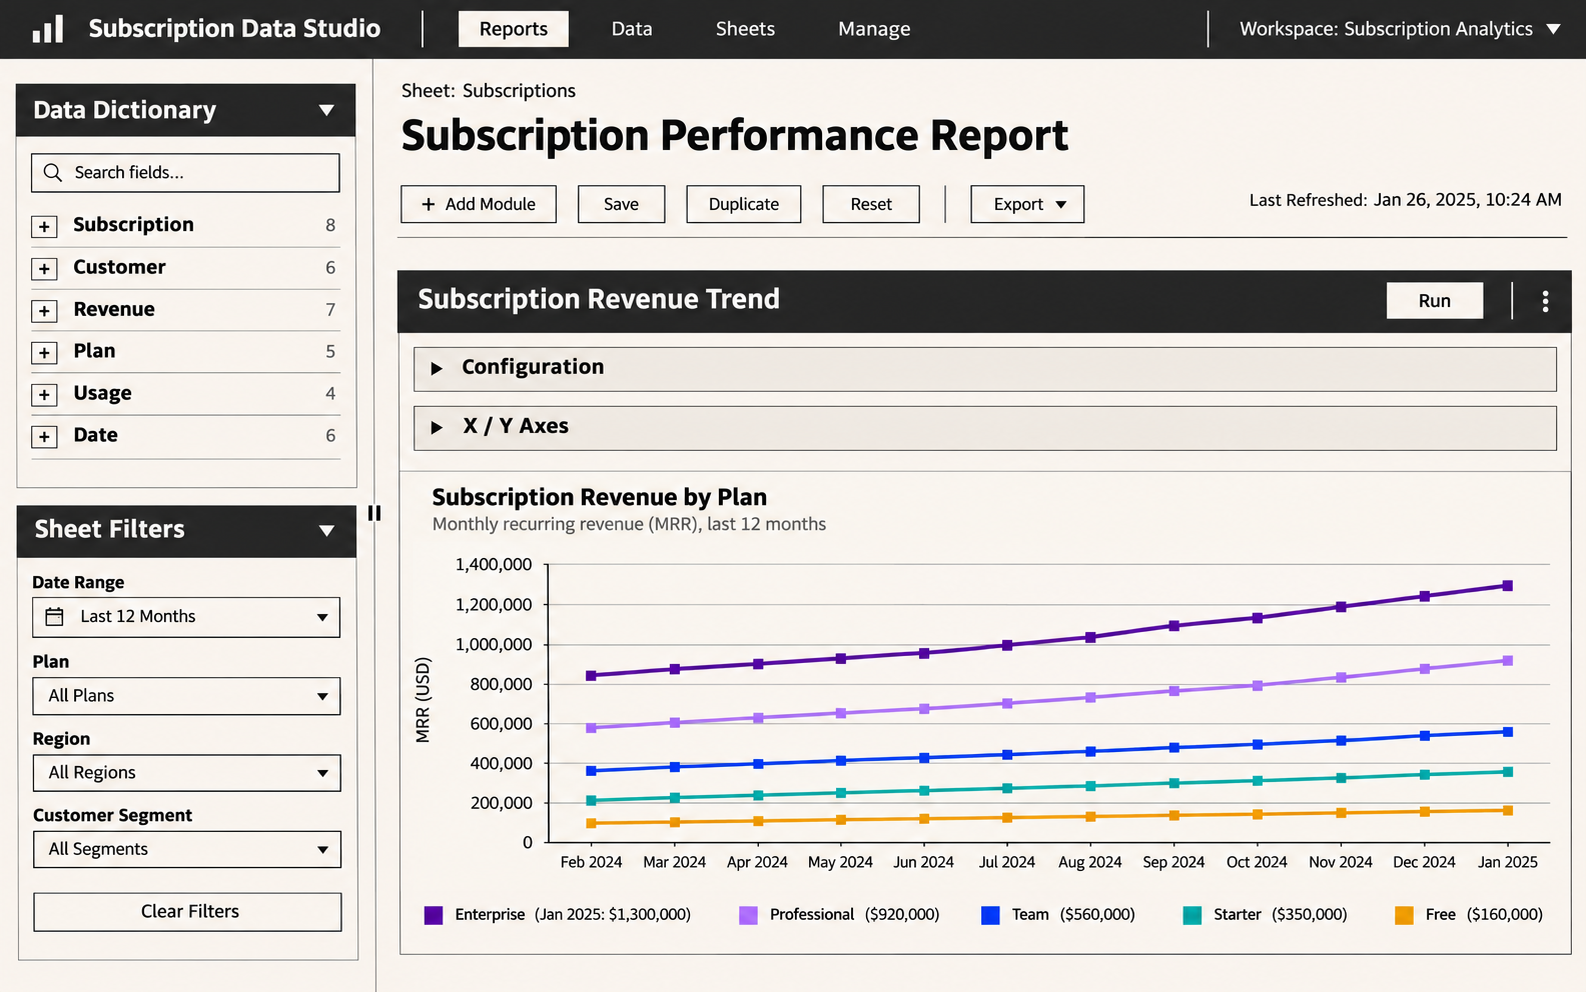 Subscription Data Studio
Reports
Data
Sheets
Manage
Workspace: Subscription Analytics
Data Dictionary
Search fields...
Subscription 8
Customer 6
Revenue 7
Plan 5
Usage 4
Date 6
Sheet Filters
Date Range
Last 12 Months
Plan
All Plans
Region
All Regions
Customer Segment
All Segments
Clear Filters
Sheet: Subscriptions
Subscription Performance Report
+ Add Module
Save
Duplicate
Reset
Export
Last Refreshed: Jan 26, 2025, 10:24 AM
Subscription Revenue Trend
Run
Configuration
X / Y Axes
Subscription Revenue by Plan
Monthly recurring revenue (MRR), last 12 months
MRR (USD)
1,400,000
1,200,000
1,000,000
800,000
600,000
400,000
200,000
0
Feb 2024 Mar 2024 Apr 2024 May 2024 Jun 2024 Jul 2024 Aug 2024 Sep 2024 Oct 2024 Nov 2024 Dec 2024 Jan 2025
Enterprise (Jan 2025: $1,300,000) Professional ($920,000) Team ($560,000) Starter ($350,000) Free ($160,000)